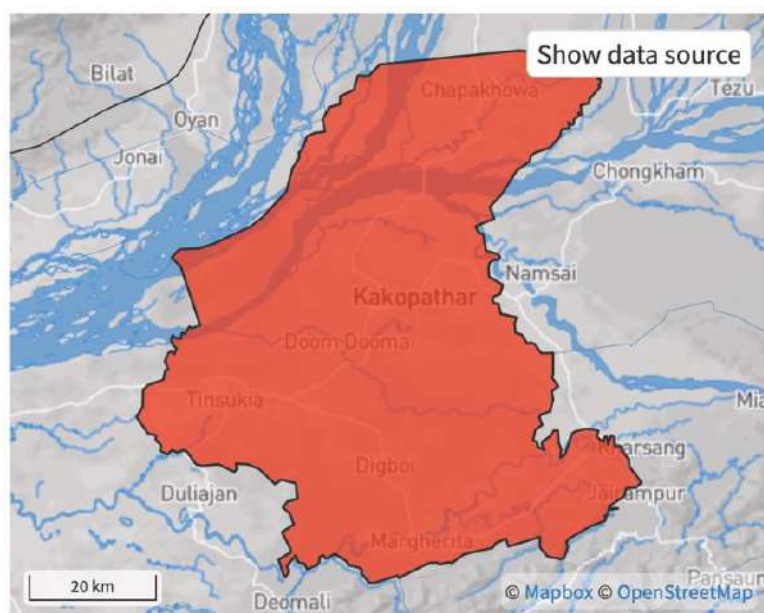 Show data source
Bilat
Chapakhowa
Tezu
Oyan
Jonai
Chongkham
Namsai
Kakopathar
Doom Dooma
Tinsukia
Mia
Digboi
Kharsang
Duliajan
Jairampur
Margherita
20 km
Deomali
Pansau
© Mapbox © OpenStreetMap